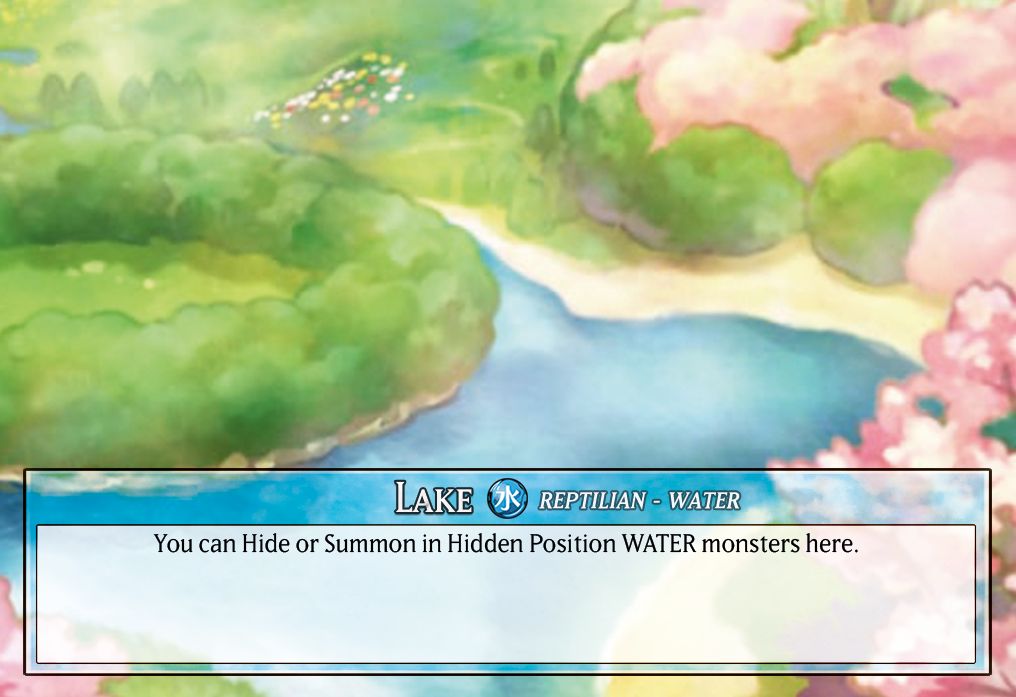 Lake 水 REPTILIAN - WATER
You can Hide or Summon in Hidden Position WATER monsters here.